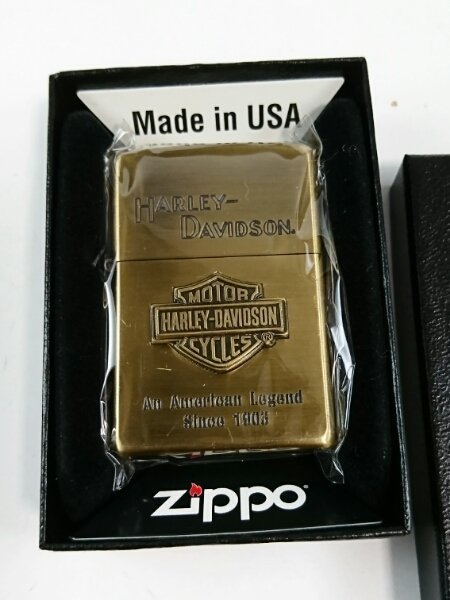 Made in USA
HARLEY-
DAVIDSON.
MOTOR
HARLEY-DAVIDSON
CYCLES®
An American Legend
Since 1903
zippo